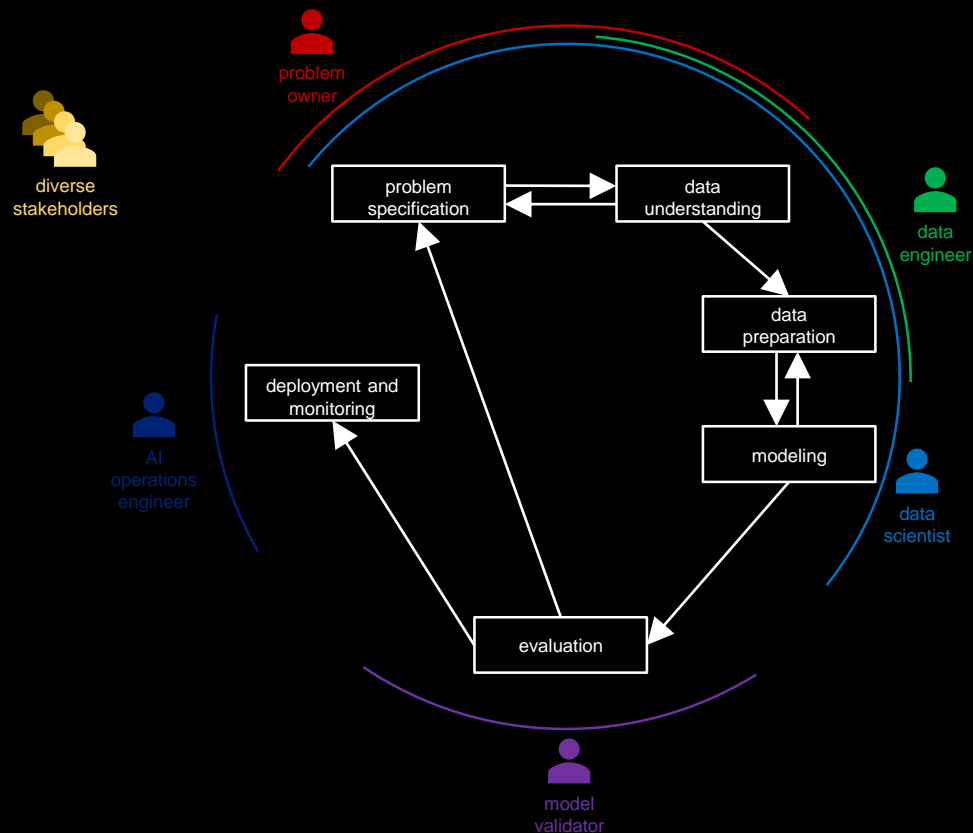 problem
owner
diverse
stakeholders
problem
specification
data
understanding
data
engineer
data
preparation
deployment and
monitoring
modeling
AI
operations
engineer
data
scientist
evaluation
model
validator